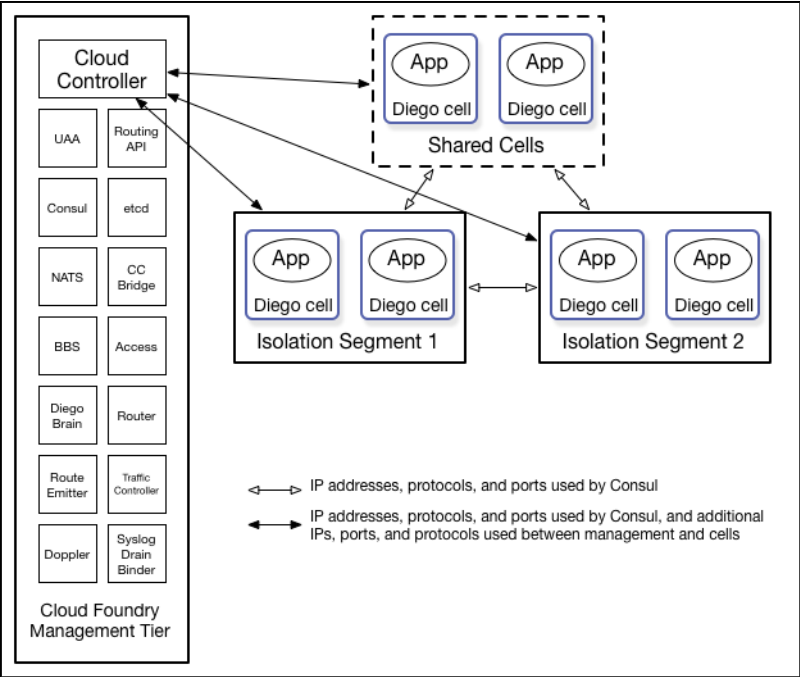 Cloud
Controller
UAA
Routing
API
Consul
etcd
NATS
CC
Bridge
BBS
Access
Diego
Brain
Router
Route
Emitter
Traffic
Controller
Doppler
Syslog
Drain
Binder
Cloud Foundry
Management Tier
App
App
Diego cell
Diego cell
Shared Cells
App
App
Diego cell
Diego cell
Isolation Segment 1
App
App
Diego cell
Diego cell
Isolation Segment 2
IP addresses, protocols, and ports used by Consul
IP addresses, protocols, and ports used by Consul, and additional
IPs, ports, and protocols used between management and cells